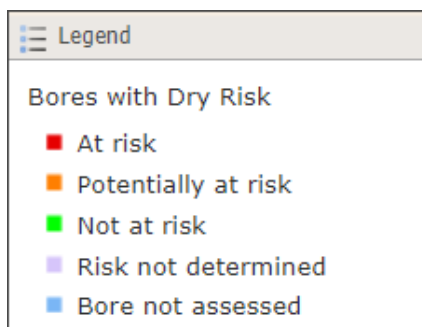 Legend
Bores with Dry Risk
At risk
Potentially at risk
Not at risk
Risk not determined
Bore not assessed